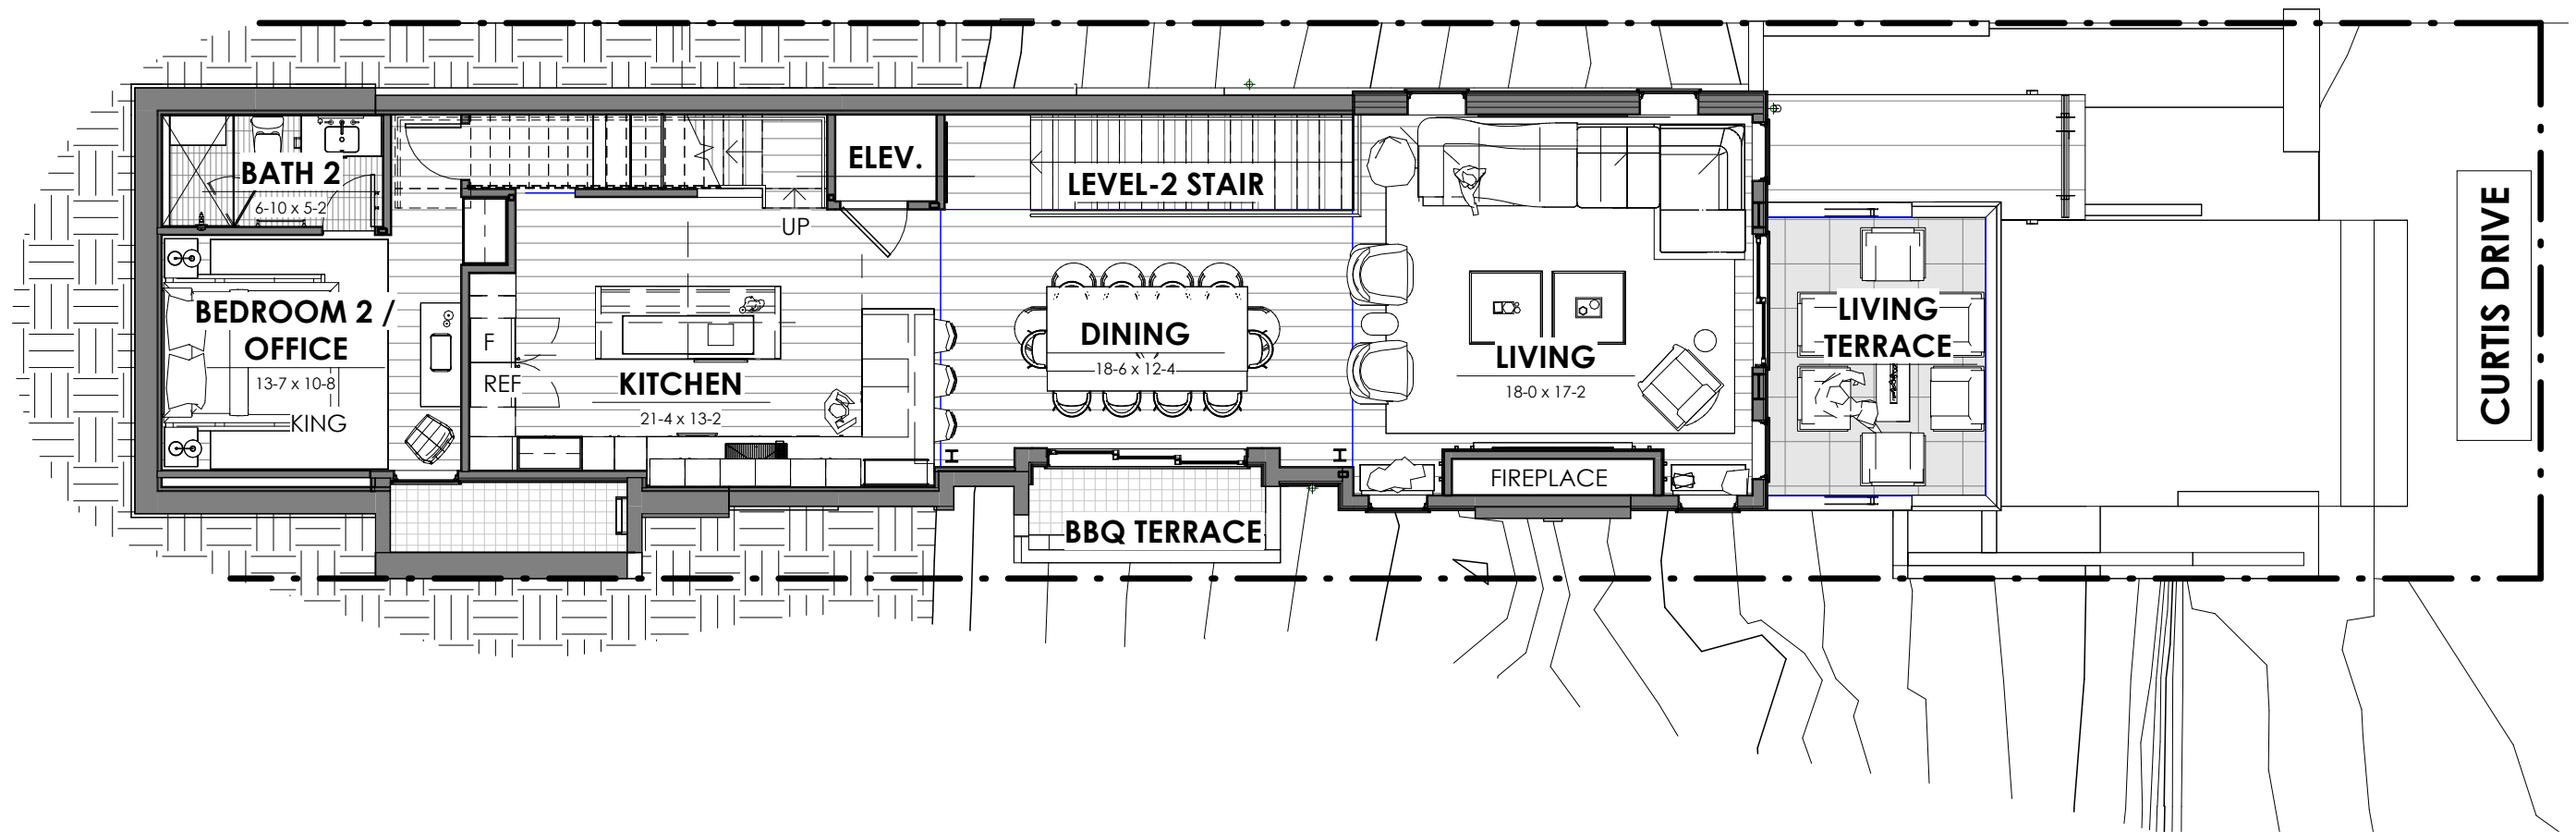 BATH 2
6-10 x 5-2
ELEV.
LEVEL-2 STAIR
UP
BEDROOM 2 /
OFFICE
13-7 x 10-8
KING
F
REF
KITCHEN
21-4 x 13-2
DINING
18-6 x 12-4
LIVING
18-0 x 17-2
FIREPLACE
BBQ TERRACE
LIVING
TERRACE
CURTIS DRIVE